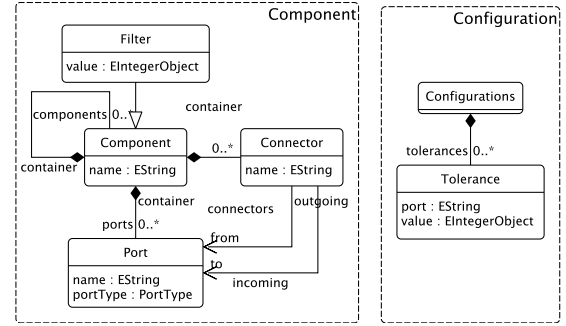 Component
Filter
value : EIntegerObject
container
components 0..*
Component
name : EString
0..*
Connector
name : EString
container
container
connectors
outgoing
ports 0..*
from
to
incoming
Port
name : EString
portType : PortType
Configuration
Configurations
tolerances 0..*
Tolerance
port : EString
value : EIntegerObject